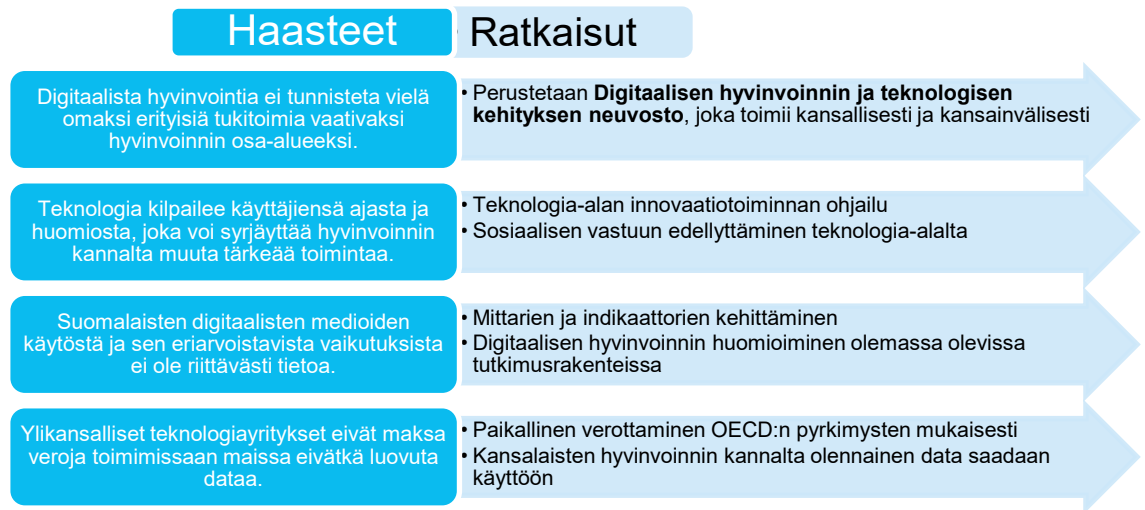 Haasteet
Ratkaisut
Digitaalista hyvinvointia ei tunnisteta vielä
omaksi erityisiä tukitoimia vaativaksi
hyvinvoinnin osa-alueeksi.
• Perustetaan Digitaalisen hyvinvoinnin ja teknologisen
kehityksen neuvosto, joka toimii kansallisesti ja kansainvälisesti
Teknologia kilpailee käyttäjiensä ajasta ja
huomiosta, joka voi syrjäyttää hyvinvoinnin
kannalta muuta tärkeää toimintaa.
• Teknologia-alan innovaatiotoiminnan ohjailu
• Sosiaalisen vastuun edellyttäminen teknologia-alalta
Suomalaisten digitaalisten medioiden
käytöstä ja sen eriarvoistavista vaikutuksista
ei ole riittävästi tietoa.
• Mittarien ja indikaattorien kehittäminen
• Digitaalisen hyvinvoinnin huomioiminen olemassa olevissa
tutkimusrakenteissa
Ylikansalliset teknologiayritykset eivät maksa
veroja toimimissaan maissa eivätkä luovuta
dataa.
• Paikallinen verottaminen OECD:n pyrkimysten mukaisesti
• Kansalaisten hyvinvoinnin kannalta olennainen data saadaan
käyttöön